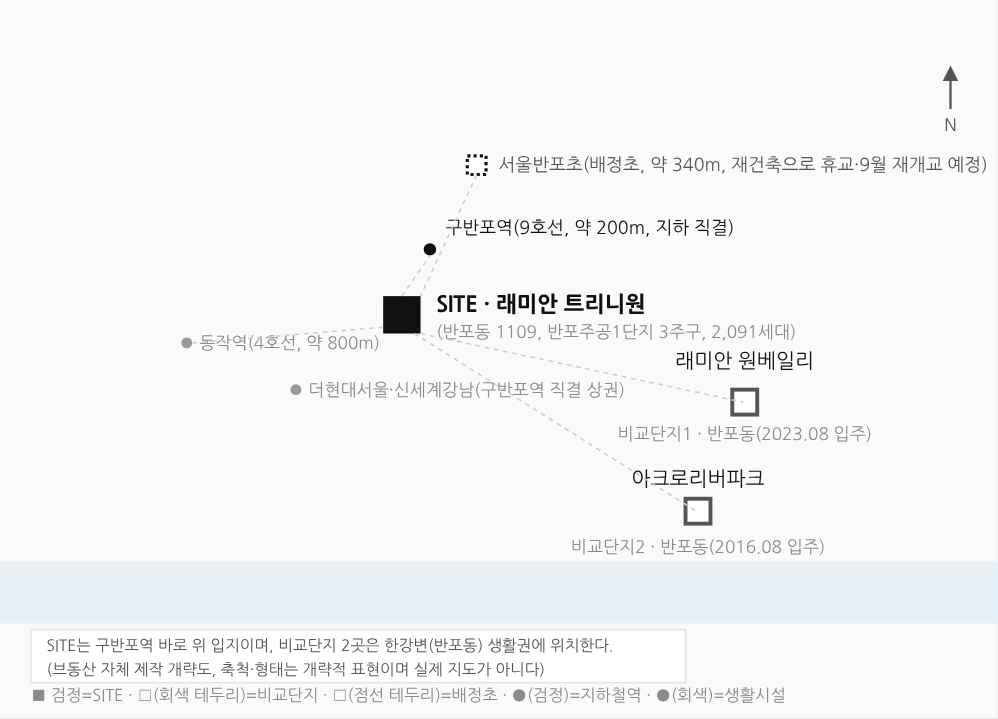 N
서울반포초(배정초, 약 340m, 재건축으로 휴교·9월 재개교 예정)
구반포역(9호선, 약 200m, 지하 직결)
SITE · 래미안 트리니원
(반포동 1109, 반포주공1단지 3주구, 2,091세대)
동작역(4호선, 약 800m)
래미안 원베일리
더현대서울·신세계강남(구반포역 직결 상권)
비교단지1 · 반포동(2023.08 입주)
아크로리버파크
비교단지2 · 반포동(2016.08 입주)
SITE는 구반포역 바로 위 입지이며, 비교단지 2곳은 한강변(반포동) 생활권에 위치한다.
(브동산 자체 제작 개략도, 축척·형태는 개략적 표현이며 실제 지도가 아니다)
■ 검정=SITE · □(회색 테두리)=비교단지 · □(점선 테두리)=배정초 · ●(검정)=지하철역 · ●(회색)=생활시설